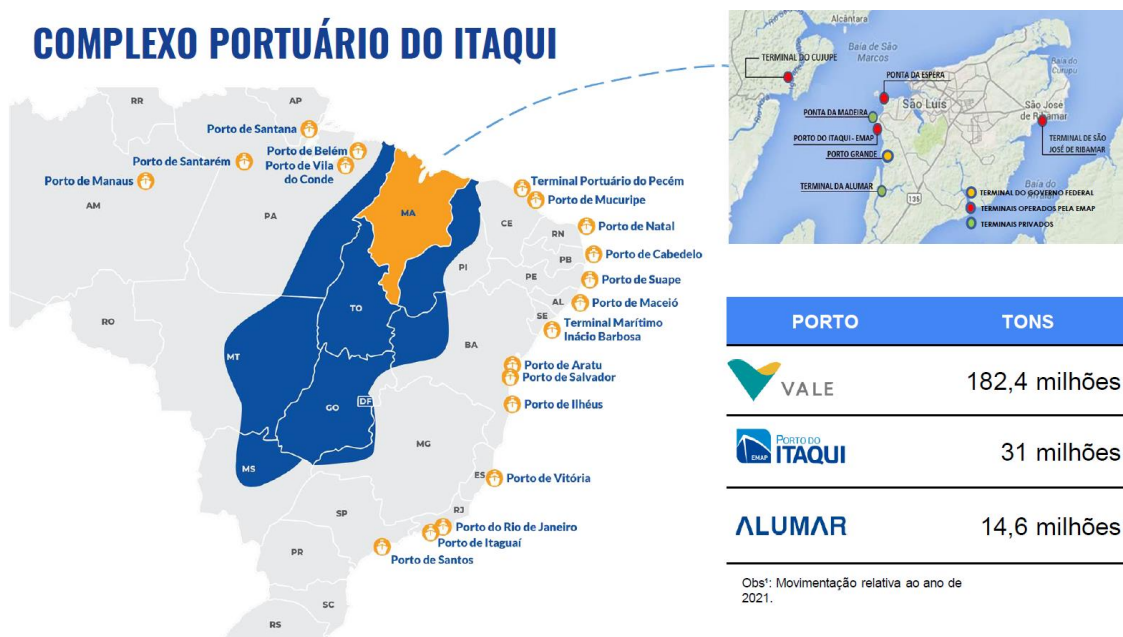 COMPLEXO PORTUÁRIO DO ITAQUI
RR
AP
Porto de Santana
Porto de Belém
Porto de Santarém
Porto de Vila
do Conde
Porto de Manaus
AM
PA
MA
Terminal Portuário do Pecém
Porto de Mucuripe
CE
RN
Porto de Natal
PB
Porto de Cabedelo
PI
PE
Porto de Suape
AL
Porto de Maceió
SE
Terminal Marítimo
Inácio Barbosa
TO
RO
BA
MT
Porto de Aratu
Porto de Salvador
GO
DF
Porto de Ilhéus
MG
MS
ES
Porto de Vitória
SP
RJ
Porto do Rio de Janeiro
Porto de Itaguaí
Porto de Santos
PR
SC
RS
Alcântara
Baia de São
Marcos
TERMINAL DO CUJUPE
PONTA DA ESPERA
Baia do
Curupu
São Luís
São José
de Ribamar
PONTA DA MADEIRA
PORTO DO ITAQUI - EMAP
TERMINAL DE SÃO
JOSÉ DE RIBAMAR
PORTO GRANDE
TERMINAL DA ALUMAR
135
Baia do
TERMINAL DO GOVERNO FEDERAL
TERMINAIS OPERADOS PELA EMAP
TERMINAIS PRIVADOS
PORTO TONS
VALE 182,4 milhões
EMAP PORTO DO ITAQUI 31 milhões
ALUMAR 14,6 milhões
Obs¹: Movimentação relativa ao ano de
2021.